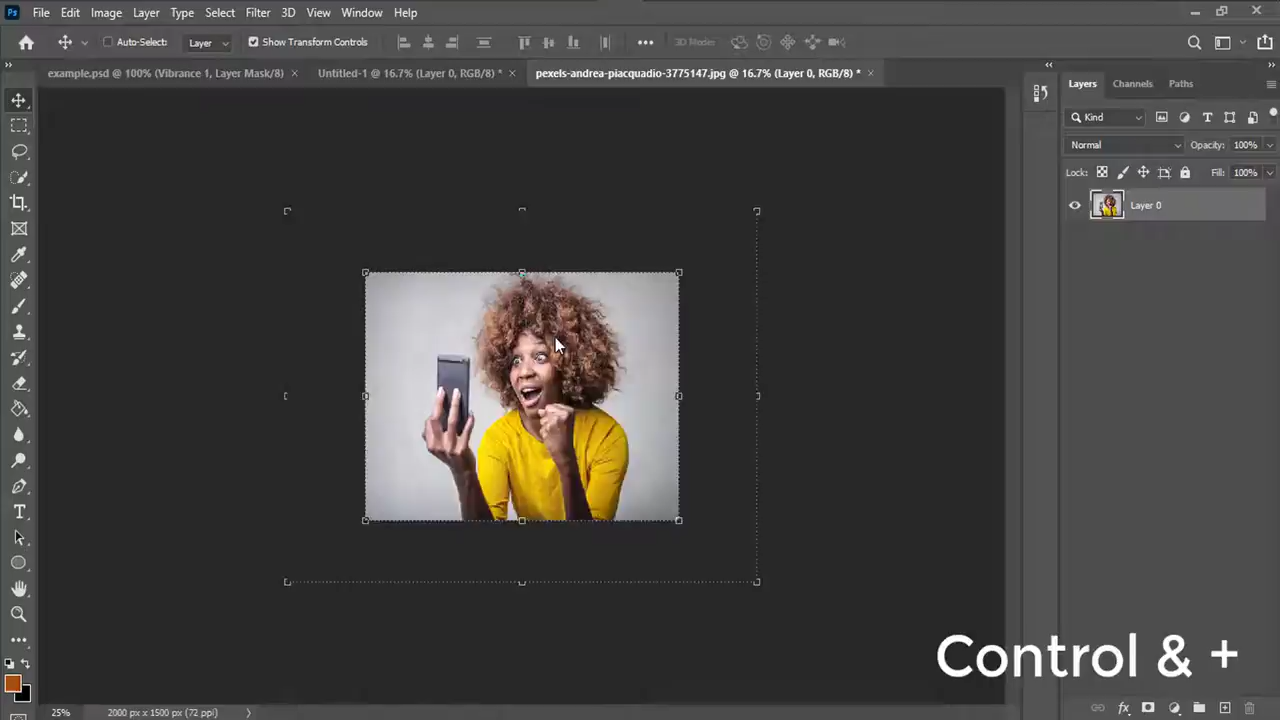 Ps File Edit Image Layer Type Select Filter 3D View Window Help
Auto-Select: Layer Show Transform Controls 3D Mode:
example.psd @ 100% (Vibrance 1, Layer Mask/8) × Untitled-1 @ 16.7% (Layer 0, RGB/8) * × pexels-andrea-piacquadio-3775147.jpg @ 16.7% (Layer 0, RGB/8) * ×
Layers Channels Paths
Kind
Normal Opacity: 100%
Lock: Fill: 100%
Layer 0
Control & +
25% 2000 px x 1500 px (72 ppi)